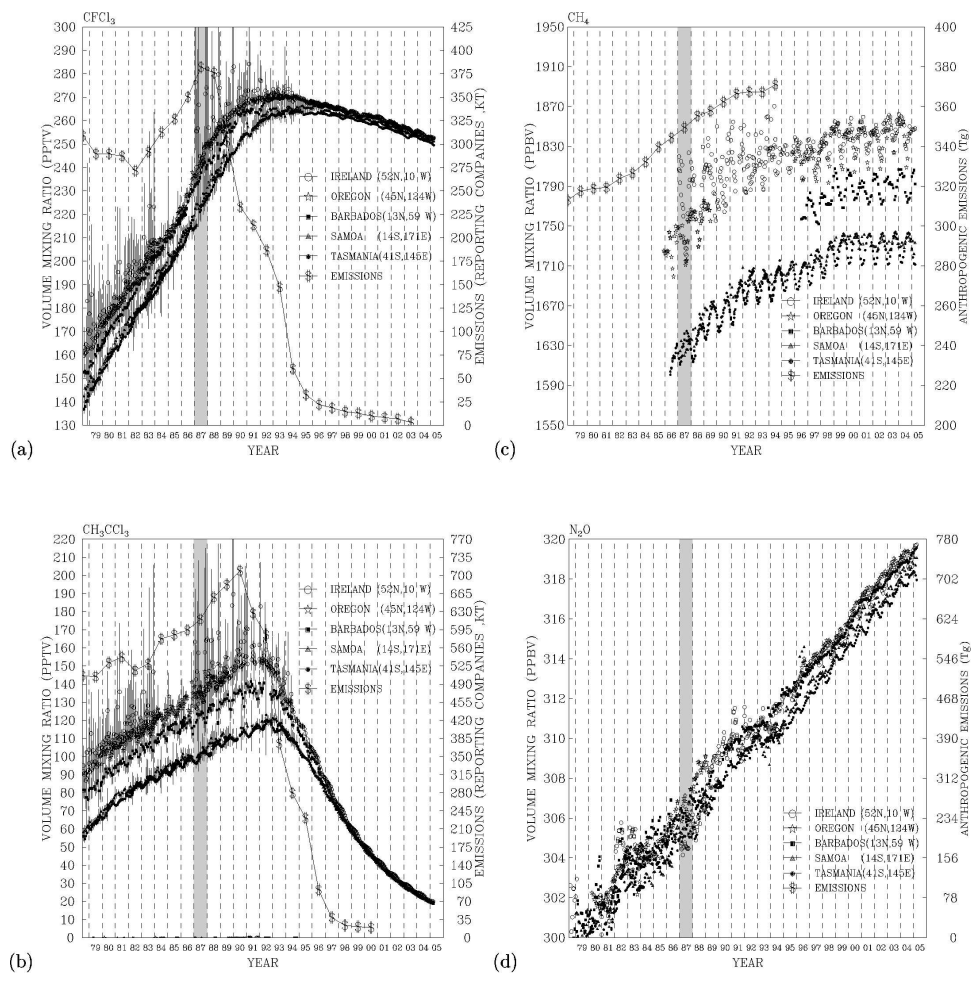 CFCl₃
300 425
290 400
280 375
270 350
260 325
250 300
240 275
230 250
220 225
210 200
200 175
190 150
180 125
170 100
160 75
150 50
140 25
130 0
VOLUME MIXING RATIO (PPTV)
EMISSIONS (REPORTING COMPANIES ,KT)
IRELAND (52N,10 W)
OREGON (45N,124W)
BARBADOS(13N,59 W)
SAMOA (14S,171E)
TASMANIA(41S,145E)
EMISSIONS
79 80 81 82 83 84 85 86 87 88 89 90 91 92 93 94 95 96 97 98 99 00 01 02 03 04 05
YEAR
(a)
CH₄
1950 400
1910 380
1870 360
1830 340
1790 320
1750 300
1710 280
1670 260
1630 240
1590 220
1550 200
VOLUME MIXING RATIO (PPBV)
ANTHROPOGENIC EMISSIONS (Tg)
IRELAND (52N,10 W)
OREGON (45N,124W)
BARBADOS(13N,59 W)
SAMOA (14S,171E)
TASMANIA(41S,145E)
EMISSIONS
79 80 81 82 83 84 85 86 87 88 89 90 91 92 93 94 95 96 97 98 99 00 01 02 03 04 05
YEAR
(c)
CH₃CCl₃
220 770
210 735
200 700
190 665
180 630
170 595
160 560
150 525
140 490
130 455
120 420
110 385
100 350
90 315
80 280
70 245
60 210
50 175
40 140
30 105
20 70
10 35
0 0
VOLUME MIXING RATIO (PPTV)
EMISSIONS (REPORTING COMPANIES ,KT)
IRELAND (52N,10 W)
OREGON (45N,124W)
BARBADOS(13N,59 W)
SAMOA (14S,171E)
TASMANIA(41S,145E)
EMISSIONS
79 80 81 82 83 84 85 86 87 88 89 90 91 92 93 94 95 96 97 98 99 00 01 02 03 04 05
YEAR
(b)
N₂O
320 780
318 702
316 624
314 546
312 468
310 390
308 312
306 234
304 156
302 78
300 0
VOLUME MIXING RATIO (PPBV)
ANTHROPOGENIC EMISSIONS (Tg)
IRELAND (52N,10 W)
OREGON (45N,124W)
BARBADOS(13N,59 W)
SAMOA (14S,171E)
TASMANIA(41S,145E)
EMISSIONS
79 80 81 82 83 84 85 86 87 88 89 90 91 92 93 94 95 96 97 98 99 00 01 02 03 04 05
YEAR
(d)